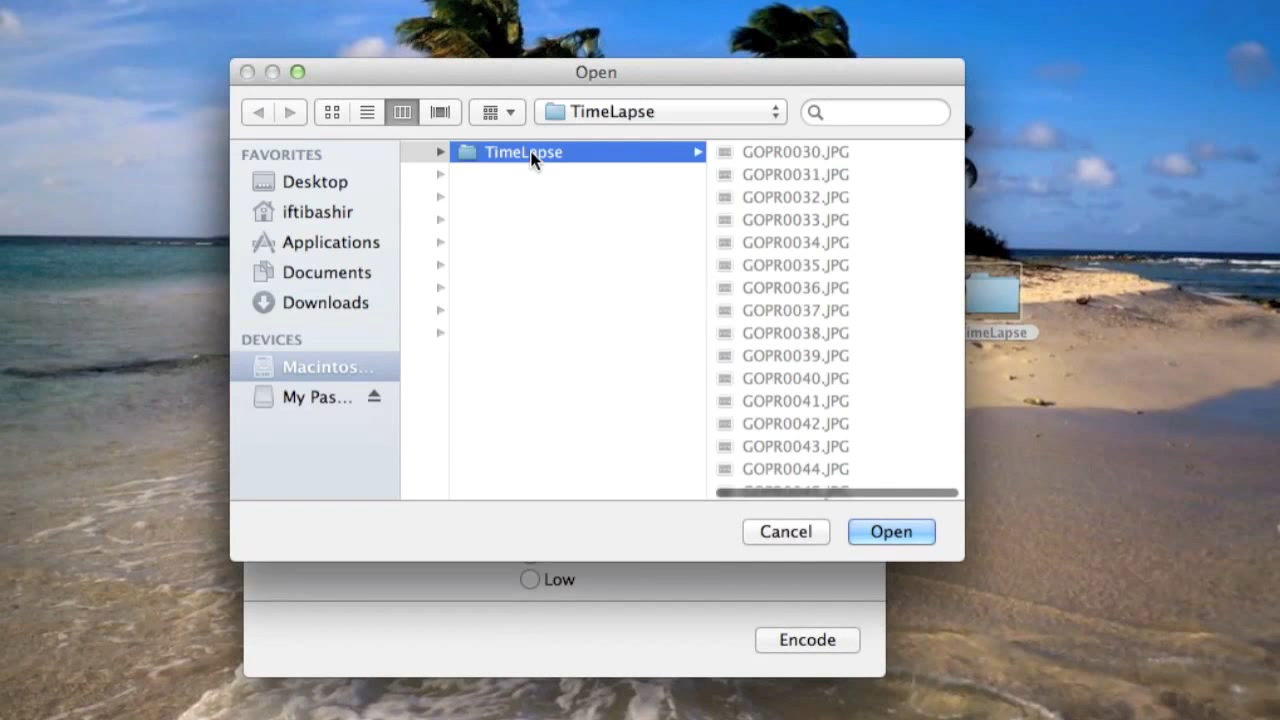 Open
TimeLapse
FAVORITES
Desktop
iftibashir
Applications
Documents
Downloads
DEVICES
Macintos...
My Pas...
TimeLapse
GOPR0030.JPG
GOPR0031.JPG
GOPR0032.JPG
GOPR0033.JPG
GOPR0034.JPG
GOPR0035.JPG
GOPR0036.JPG
GOPR0037.JPG
GOPR0038.JPG
GOPR0039.JPG
GOPR0040.JPG
GOPR0041.JPG
GOPR0042.JPG
GOPR0043.JPG
GOPR0044.JPG
imeLapse
Cancel
Open
Low
Encode